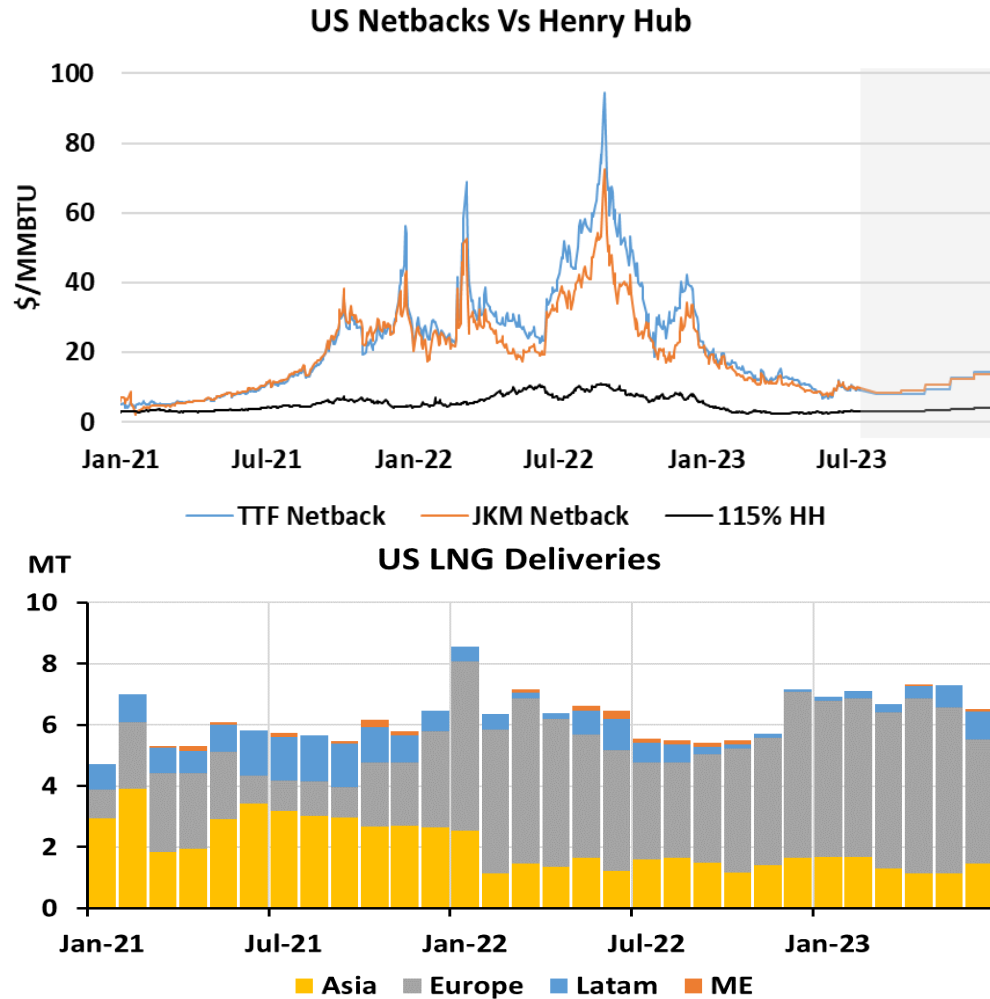 US Netbacks Vs Henry Hub
$/MMBTU
100
80
60
40
20
0
Jan-21 Jul-21 Jan-22 Jul-22 Jan-23 Jul-23
TTF Netback JKM Netback 115% HH
MT US LNG Deliveries
10
8
6
4
2
0
Jan-21 Jul-21 Jan-22 Jul-22 Jan-23
Asia Europe Latam ME